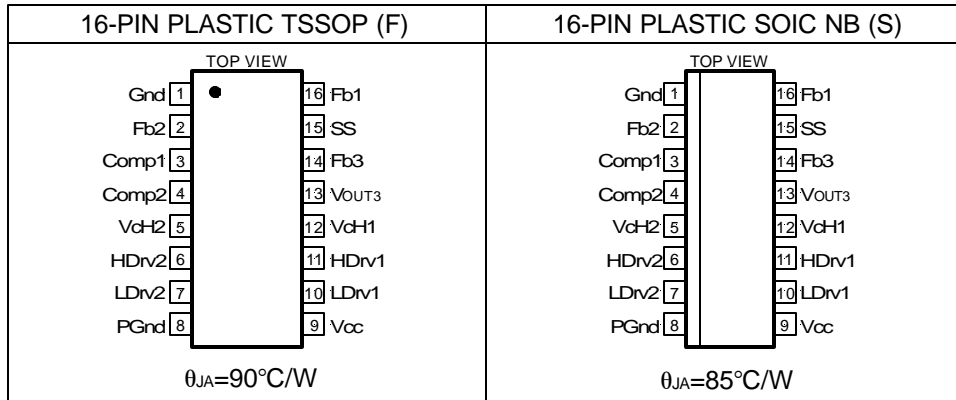 16-PIN PLASTIC TSSOP (F)
TOP VIEW
Gnd 1 16 Fb1
Fb2 2 15 SS
Comp1 3 14 Fb3
Comp2 4 13 VOUT3
VcH2 5 12 VcH1
HDrv2 6 11 HDrv1
LDrv2 7 10 LDrv1
PGnd 8 9 Vcc
θJA=90°C/W
16-PIN PLASTIC SOIC NB (S)
TOP VIEW
Gnd 1 16 Fb1
Fb2 2 15 SS
Comp1 3 14 Fb3
Comp2 4 13 VOUT3
VcH2 5 12 VcH1
HDrv2 6 11 HDrv1
LDrv2 7 10 LDrv1
PGnd 8 9 Vcc
θJA=85°C/W